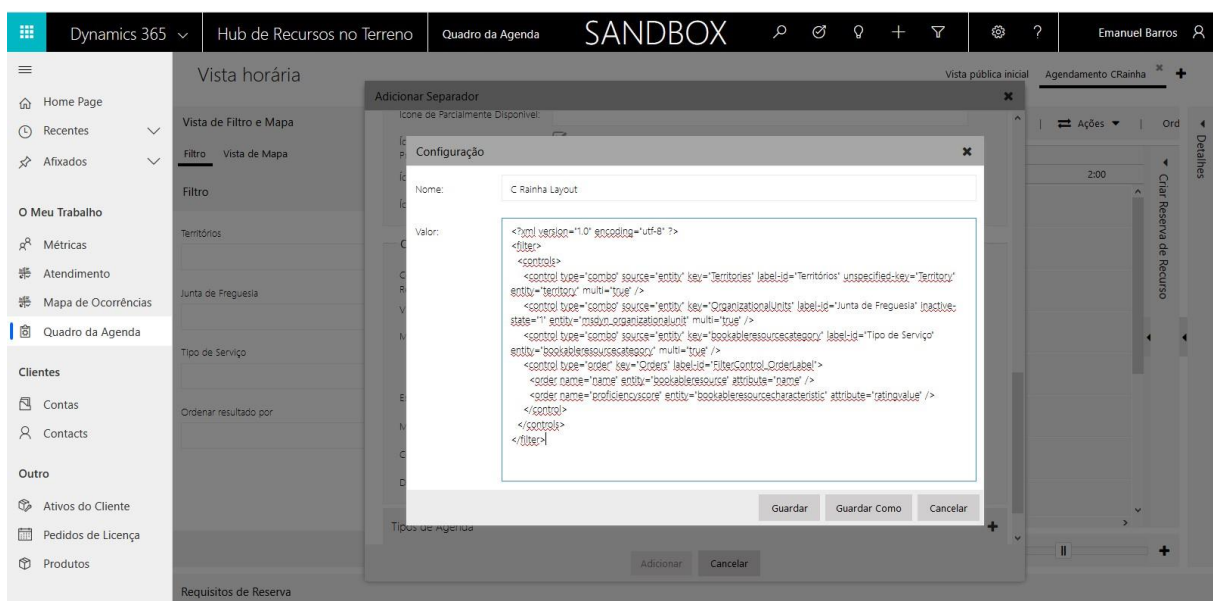 Dynamics 365
Hub de Recursos no Terreno
Quadro da Agenda
SANDBOX
?
Emanuel Barros
Home Page
Recentes
Afixados
O Meu Trabalho
Métricas
Atendimento
Mapa de Ocorrências
Quadro da Agenda
Clientes
Contas
Contacts
Outro
Ativos do Cliente
Pedidos de Licença
Produtos
Vista horária
Vista pública inicial
Agendamento CRainha
Vista de Filtro e Mapa
Filtro
Vista de Mapa
Filtro
Territórios
Junta de Freguesia
Tipo de Serviço
Ordenar resultado por
Requisitos de Reserva
Adicionar Separador
Ícone de Parcialmente Disponível:
Configuração
Nome:
C Rainha Layout
Valor:
<?xml version="1.0" encoding="utf-8" ?>
<filter>
<controls>
<control type="combo" source="entity" key="Territories" label-id="Territórios" unspecified-key="Territory"
entity="territory" multi="true" />
<control type="combo" source="entity" key="OrganizationalUnits" label-id="Junta de Freguesia" inactive-
state="1" entity="msdyn_organizationalunit" multi="true" />
<control type="combo" source="entity" key="bookableresourcecategory" label-id="Tipo de Serviço"
entity="bookableresourcecategory" multi="true" />
<control type="order" key="Orders" label-id="FilterControl_OrderLabel">
<order name="name" entity="bookableresource" attribute="name" />
<order name="proficiencyscore" entity="bookableresourcecharacteristic" attribute="ratingvalue" />
</control>
</controls>
</filter>
Guardar
Guardar Como
Cancelar
Tipos de Agenda
Adicionar
Cancelar
Ações
Ord
2:00
Detalhes
Criar Reserva de Recurso